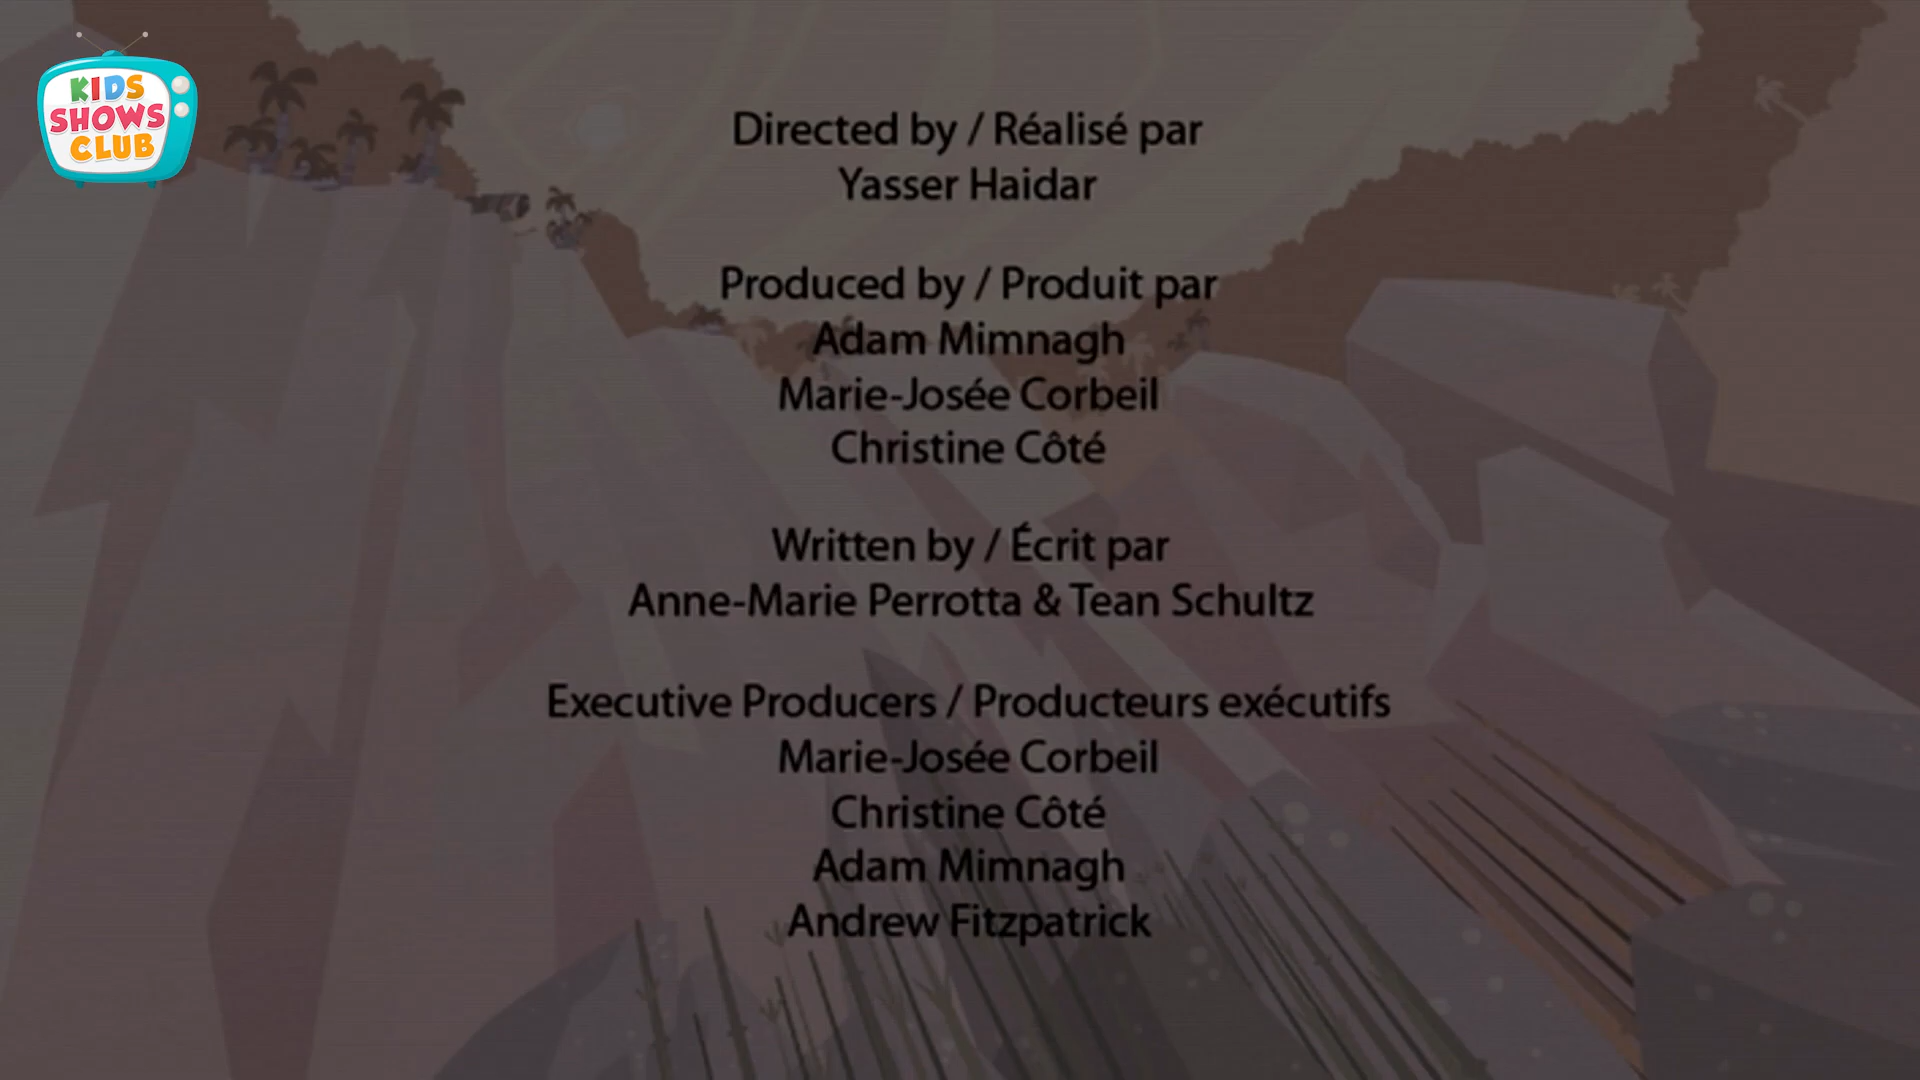 KIDS
SHOWS
CLUB
Directed by / Réalisé par
Yasser Haidar
Produced by / Produit par
Adam Mimnagh
Marie-Josée Corbeil
Christine Côté
Written by / Écrit par
Anne-Marie Perrotta & Tean Schultz
Executive Producers / Producteurs exécutifs
Marie-Josée Corbeil
Christine Côté
Adam Mimnagh
Andrew Fitzpatrick